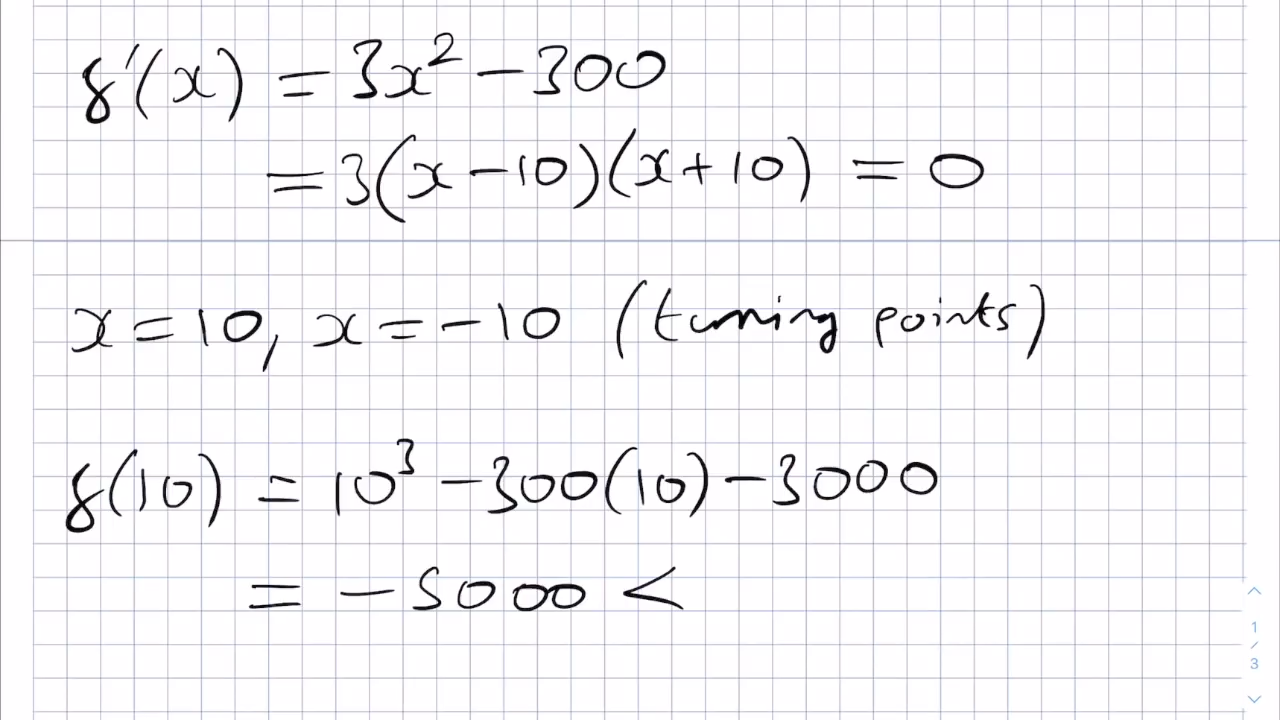 f'(x) = 3x² - 300
= 3(x - 10)(x + 10) = 0
x = 10, x = -10 (turning points)
f(10) = 10³ - 300(10) - 3000
= -5000 <
1
/
3